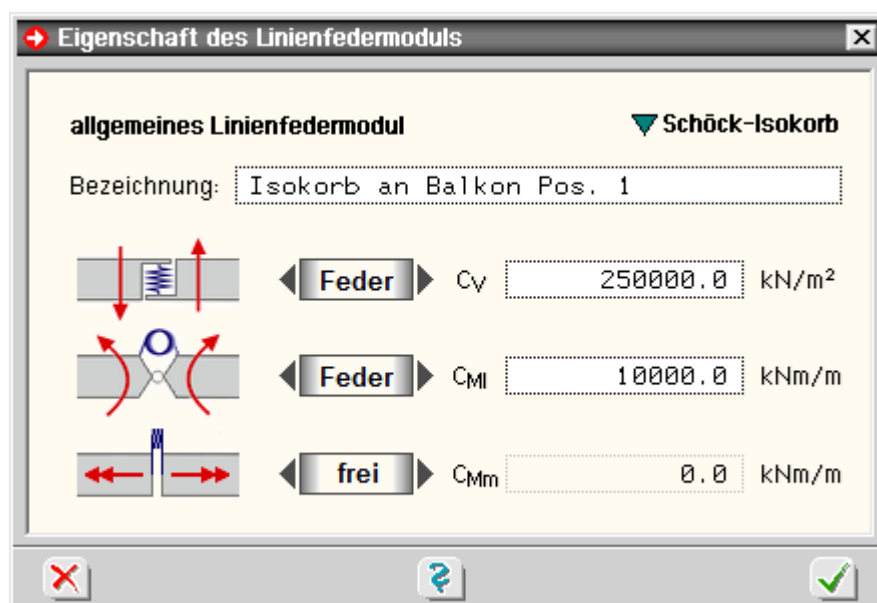 Eigenschaft des Linienfedermoduls
allgemeines Linienfedermodul Schöck-Isokorb
Bezeichnung: Isokorb an Balkon Pos. 1
Feder CV 250000.0 kN/m²
Feder CMl 10000.0 kNm/m
frei CMm 0.0 kNm/m